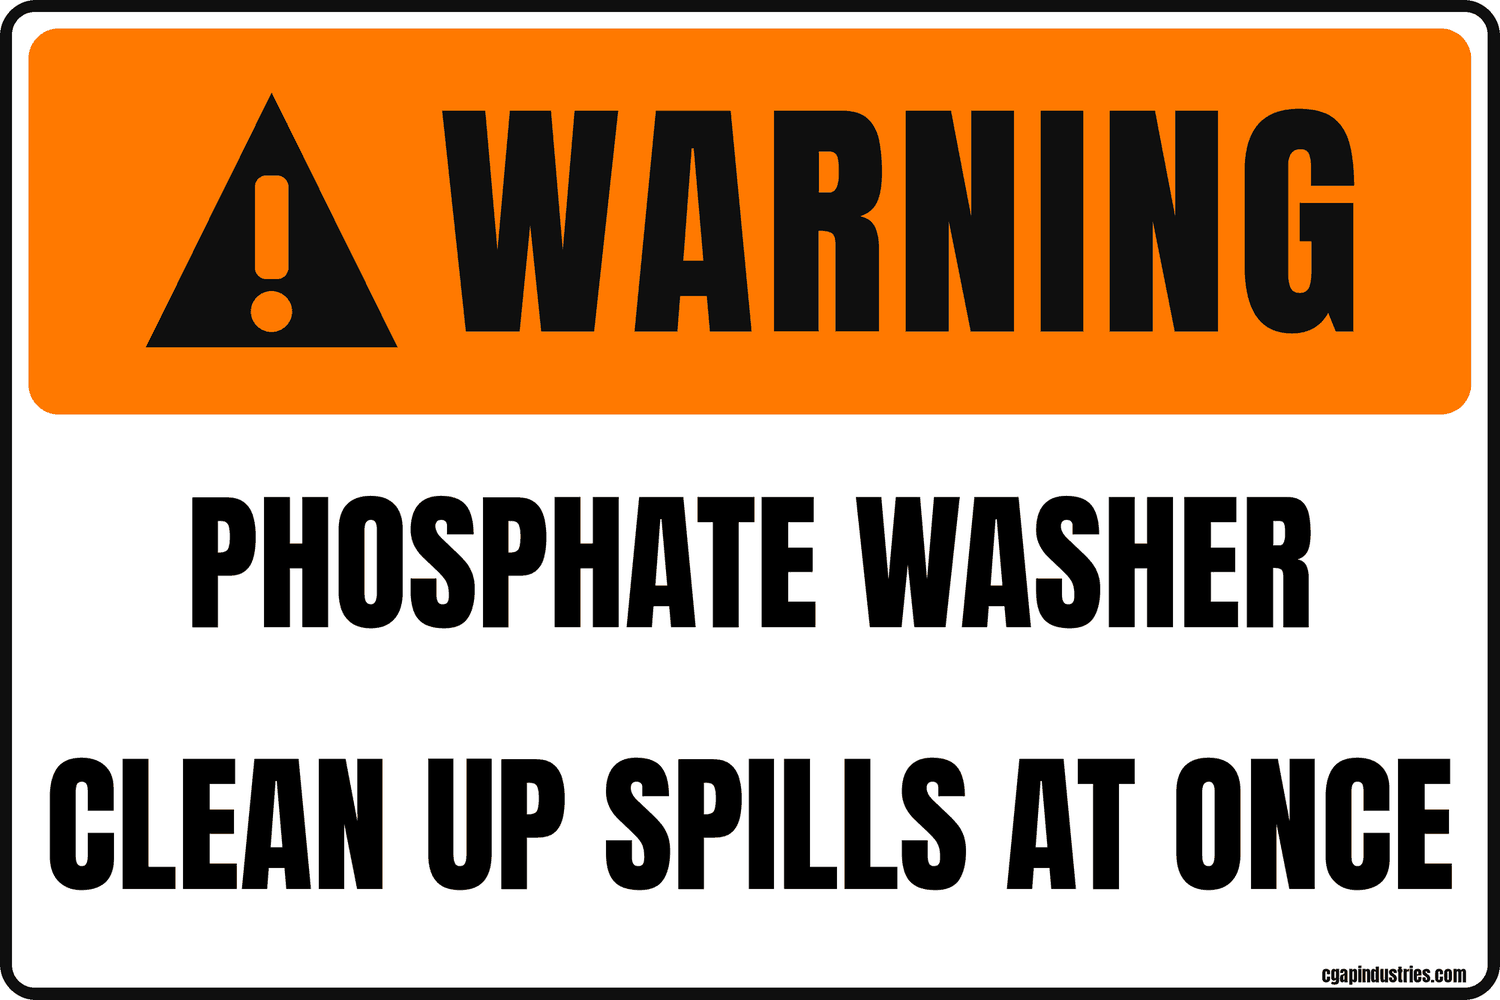 WARNING
PHOSPHATE WASHER
CLEAN UP SPILLS AT ONCE
cgapindustries.com